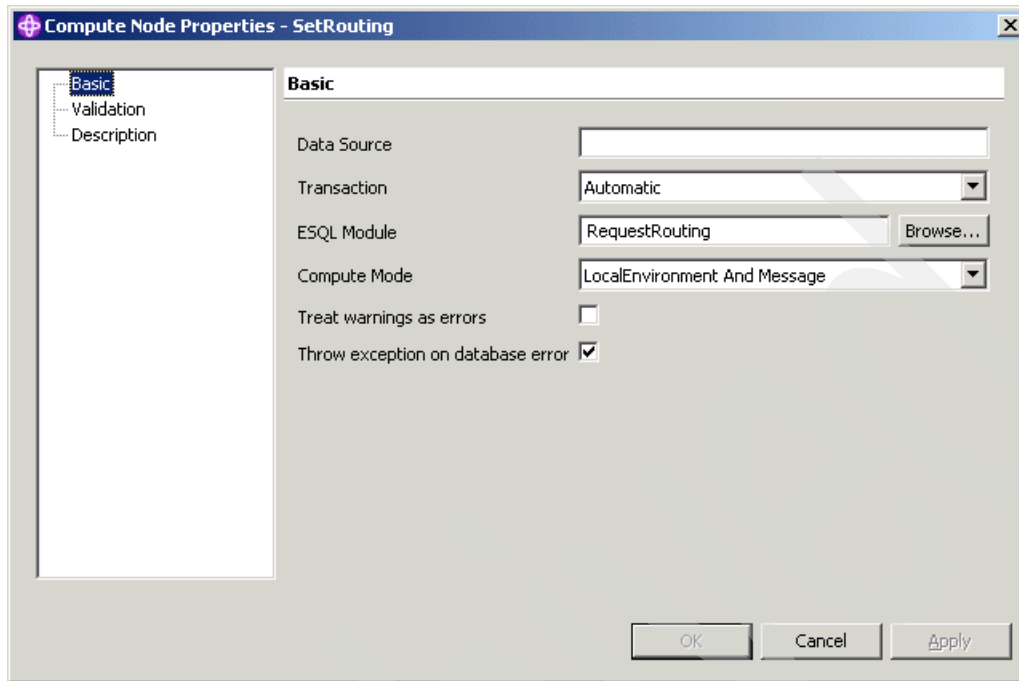 Compute Node Properties - SetRouting
Basic
Validation
Description
Basic
Data Source
Transaction Automatic
ESQL Module RequestRouting Browse...
Compute Mode LocalEnvironment And Message
Treat warnings as errors
Throw exception on database error
OK Cancel Apply